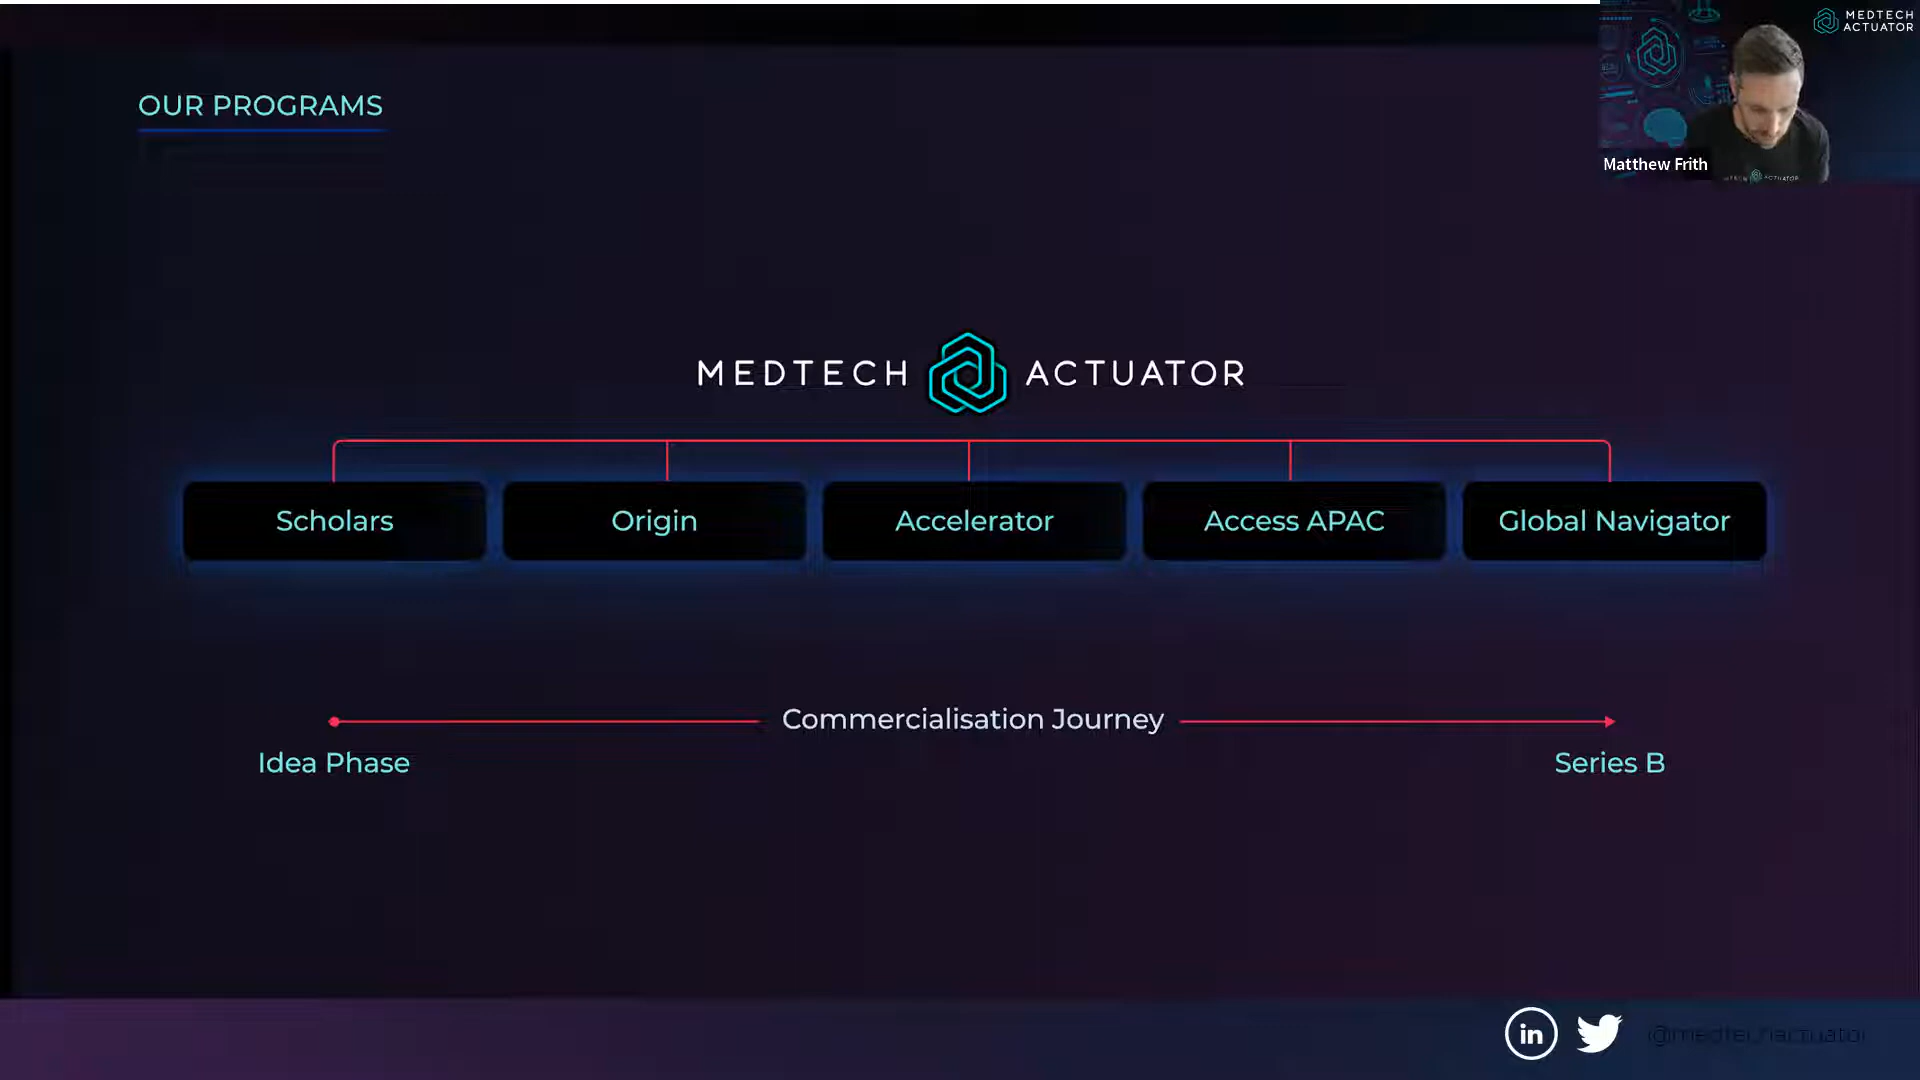 OUR PROGRAMS
MEDTECH
ACTUATOR
Matthew Frith
MEDTECH ACTUATOR
Scholars
Origin
Accelerator
Access APAC
Global Navigator
Commercialisation Journey
Idea Phase
Series B
in
@medtechactuator